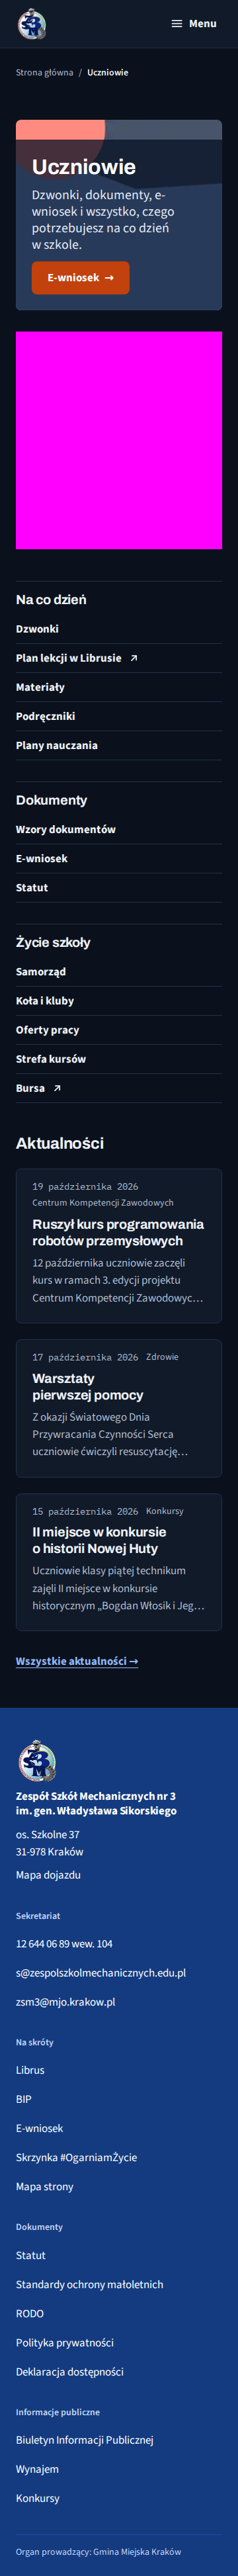 Menu
Strona główna / Uczniowie
Uczniowie
Dzwonki, dokumenty, e-
wniosek i wszystko, czego
potrzebujesz na co dzień
w szkole.
E-wniosek →
Na co dzień
Dzwonki
Plan lekcji w Librusie ↗
Materiały
Podręczniki
Plany nauczania
Dokumenty
Wzory dokumentów
E-wniosek
Statut
Życie szkoły
Samorząd
Koła i kluby
Oferty pracy
Strefa kursów
Bursa ↗
Aktualności
19 października 2026
Centrum Kompetencji Zawodowych
Ruszył kurs programowania
robotów przemysłowych
12 października uczniowie zaczęli
kurs w ramach 3. edycji projektu
Centrum Kompetencji Zawodowyc…
17 października 2026 Zdrowie
Warsztaty
pierwszej pomocy
Z okazji Światowego Dnia
Przywracania Czynności Serca
uczniowie ćwiczyli resuscytację…
15 października 2026 Konkursy
II miejsce w konkursie
o historii Nowej Huty
Uczniowie klasy piątej technikum
zajęli II miejsce w konkursie
historycznym „Bogdan Włosik i Jeg…
Wszystkie aktualności →
Zespół Szkół Mechanicznych nr 3
im. gen. Władysława Sikorskiego
os. Szkolne 37
31-978 Kraków
Mapa dojazdu
Sekretariat
12 644 06 89 wew. 104
s@zespolszkolmechanicznych.edu.pl
zsm3@mjo.krakow.pl
Na skróty
Librus
BIP
E-wniosek
Skrzynka #OgarniamŻycie
Mapa strony
Dokumenty
Statut
Standardy ochrony małoletnich
RODO
Polityka prywatności
Deklaracja dostępności
Informacje publiczne
Biuletyn Informacji Publicznej
Wynajem
Konkursy
Organ prowadzący: Gmina Miejska Kraków